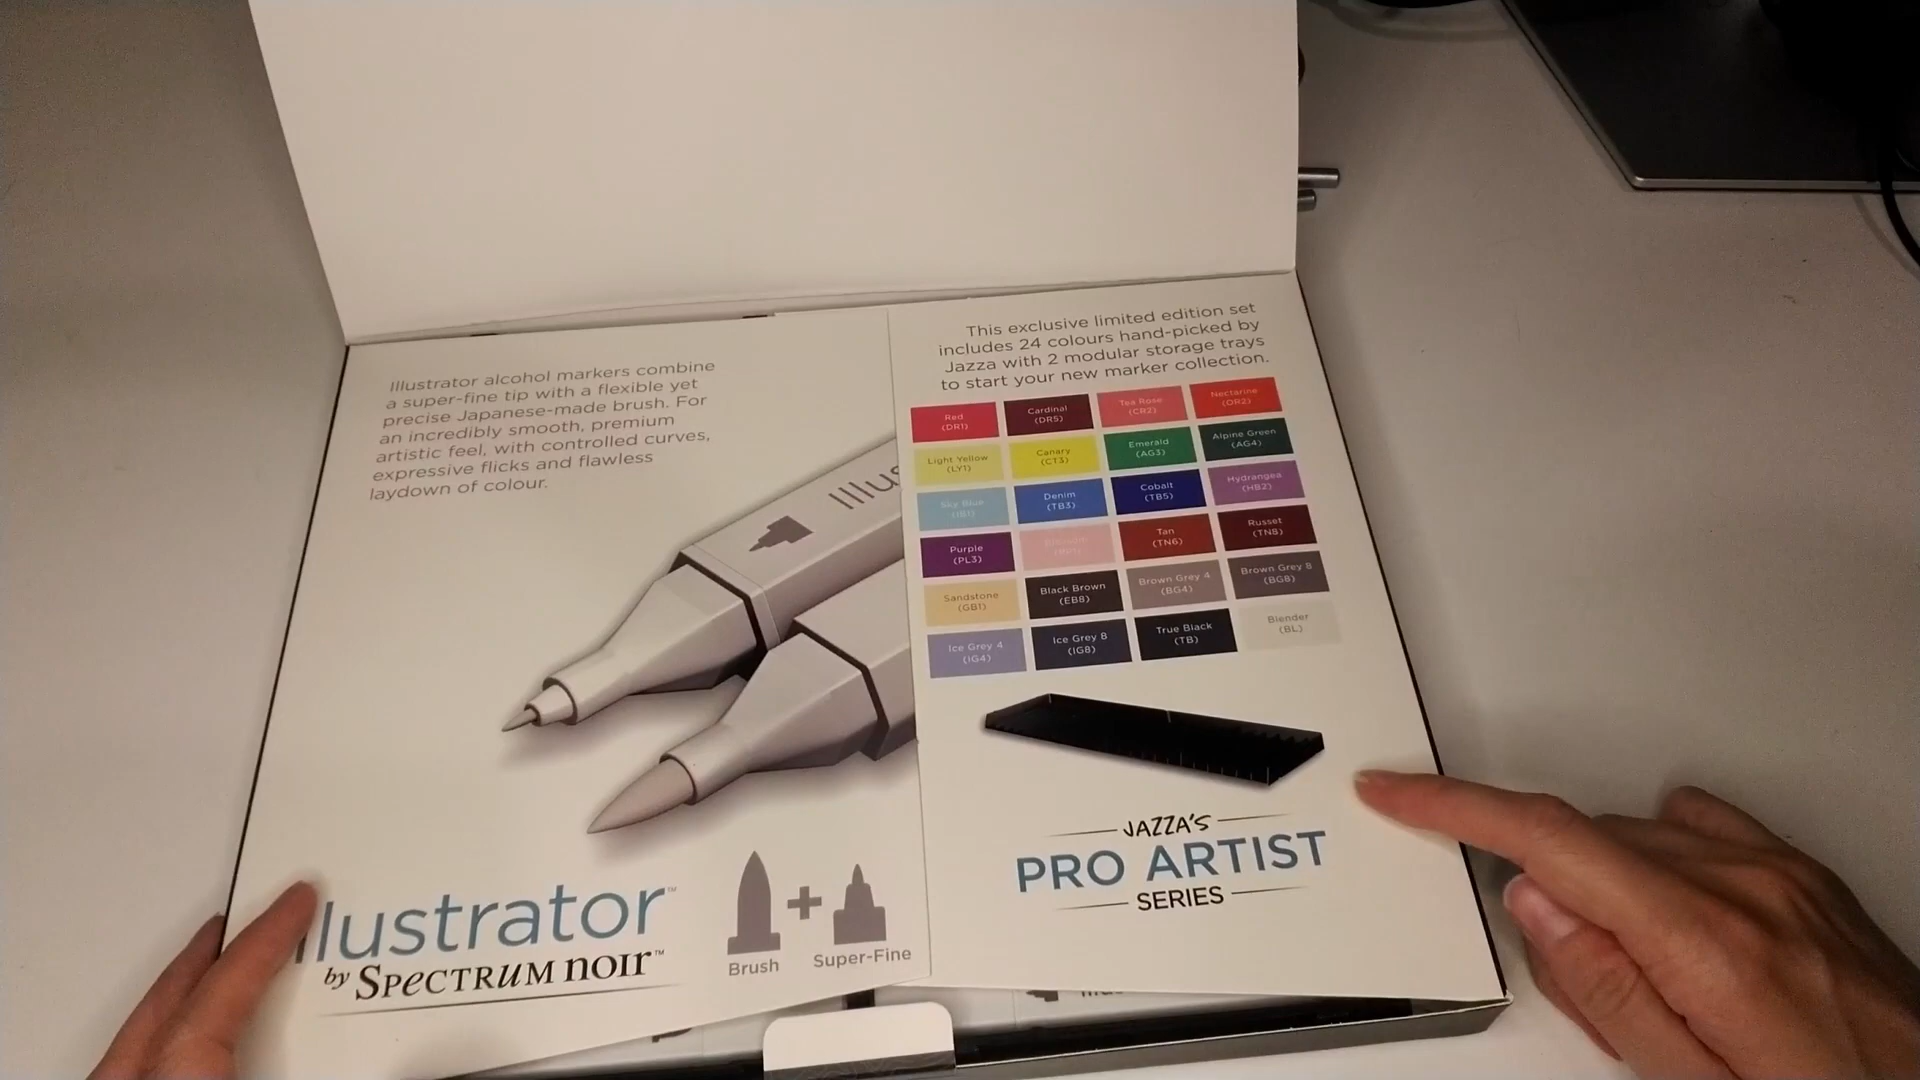 Illustrator alcohol markers combine
a super-fine tip with a flexible yet
precise Japanese-made brush. For
an incredibly smooth, premium
artistic feel, with controlled curves,
expressive flicks and flawless
laydown of colour.
Illus
Illustrator™
by SPECTRUM noir™
Brush
+
Super-Fine
This exclusive limited edition set
includes 24 colours hand-picked by
Jazza with 2 modular storage trays
to start your new marker collection.
Red
(DR1)
Cardinal
(DR5)
Tea Rose
(CR2)
Nectarine
(OR2)
Light Yellow
(LY1)
Canary
(CT3)
Emerald
(AG3)
Alpine Green
(AG4)
Sky Blue
Denim
(TB3)
Cobalt
(TB5)
Hydrangea
(HB2)
Purple
(PL3)
Tan
(TN6)
Russet
(TN8)
Sandstone
(GB1)
Black Brown
(EB8)
Brown Grey 4
(BG4)
Brown Grey 8
(BG8)
Ice Grey 4
(IG4)
Ice Grey 8
(IG8)
True Black
(TB)
Blender
(BL)
JAZZA'S
PRO ARTIST
SERIES